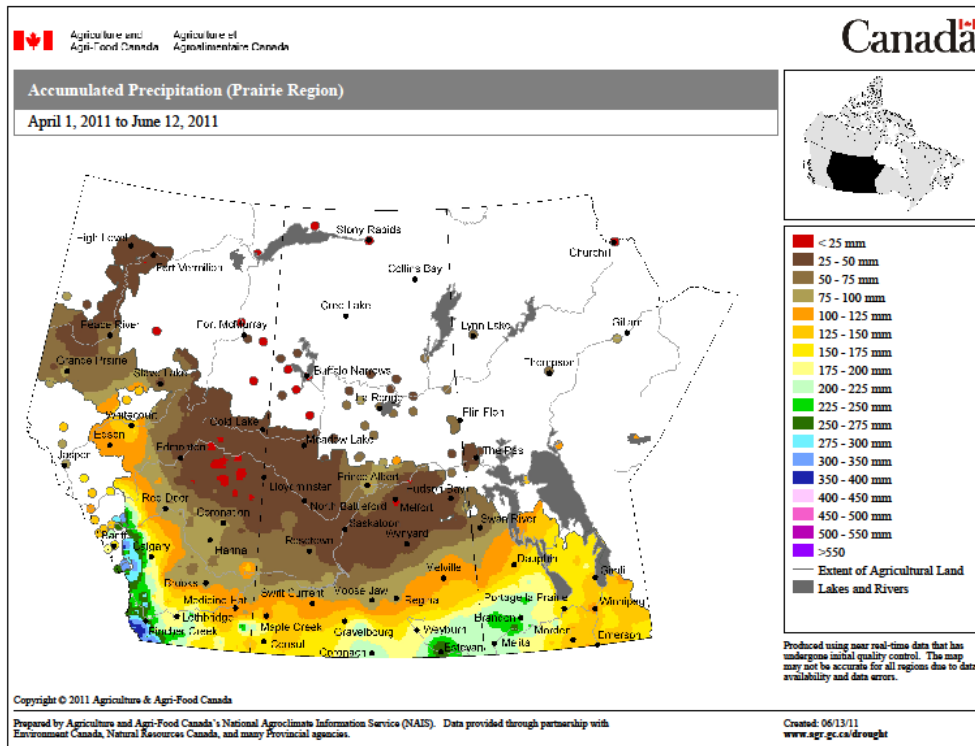 Agriculture and Agriculture et
Agri-Food Canada Agroalimentaire Canada
Canada
Accumulated Precipitation (Prairie Region)
April 1, 2011 to June 12, 2011
High Level
Fort Vermilion
Stony Rapids
Churchill
Collins Bay
Cree Lake
Peace River
Fort McMurray
Lynn Lake
Gillam
Grande Prairie
Slave Lake
Buffalo Narrows
Thompson
La Ronge
Whitecourt
Flin Flon
Edson
Cold Lake
Edmonton
Meadow Lake
The Pas
Jasper
Lloydminster
Prince Albert
Hudson Bay
Red Deer
North Battleford
Melfort
Coronation
Saskatoon
Swan River
Banff
Hanna
Rosetown
Wynyard
Calgary
Dauphin
Gimli
Brooks
Melville
Medicine Hat
Swift Current
Moose Jaw
Regina
Portage la Prairie
Winnipeg
Lethbridge
Maple Creek
Gravelbourg
Weyburn
Brandon
Pincher Creek
Consul
Coronach
Estevan
Melita
Morden
Emerson
< 25 mm
25 - 50 mm
50 - 75 mm
75 - 100 mm
100 - 125 mm
125 - 150 mm
150 - 175 mm
175 - 200 mm
200 - 225 mm
225 - 250 mm
250 - 275 mm
275 - 300 mm
300 - 350 mm
350 - 400 mm
400 - 450 mm
450 - 500 mm
500 - 550 mm
>550
Extent of Agricultural Land
Lakes and Rivers
Produced using near real-time data that has
undergone initial quality control. The map
may not be accurate for all regions due to data
availability and data errors.
Copyright © 2011 Agriculture & Agri-Food Canada
Prepared by Agriculture and Agri-Food Canada's National Agroclimate Information Service (NAIS). Data provided through partnership with
Environment Canada, Natural Resources Canada, and many Provincial agencies.
Created: 06/13/11
www.agr.gc.ca/drought